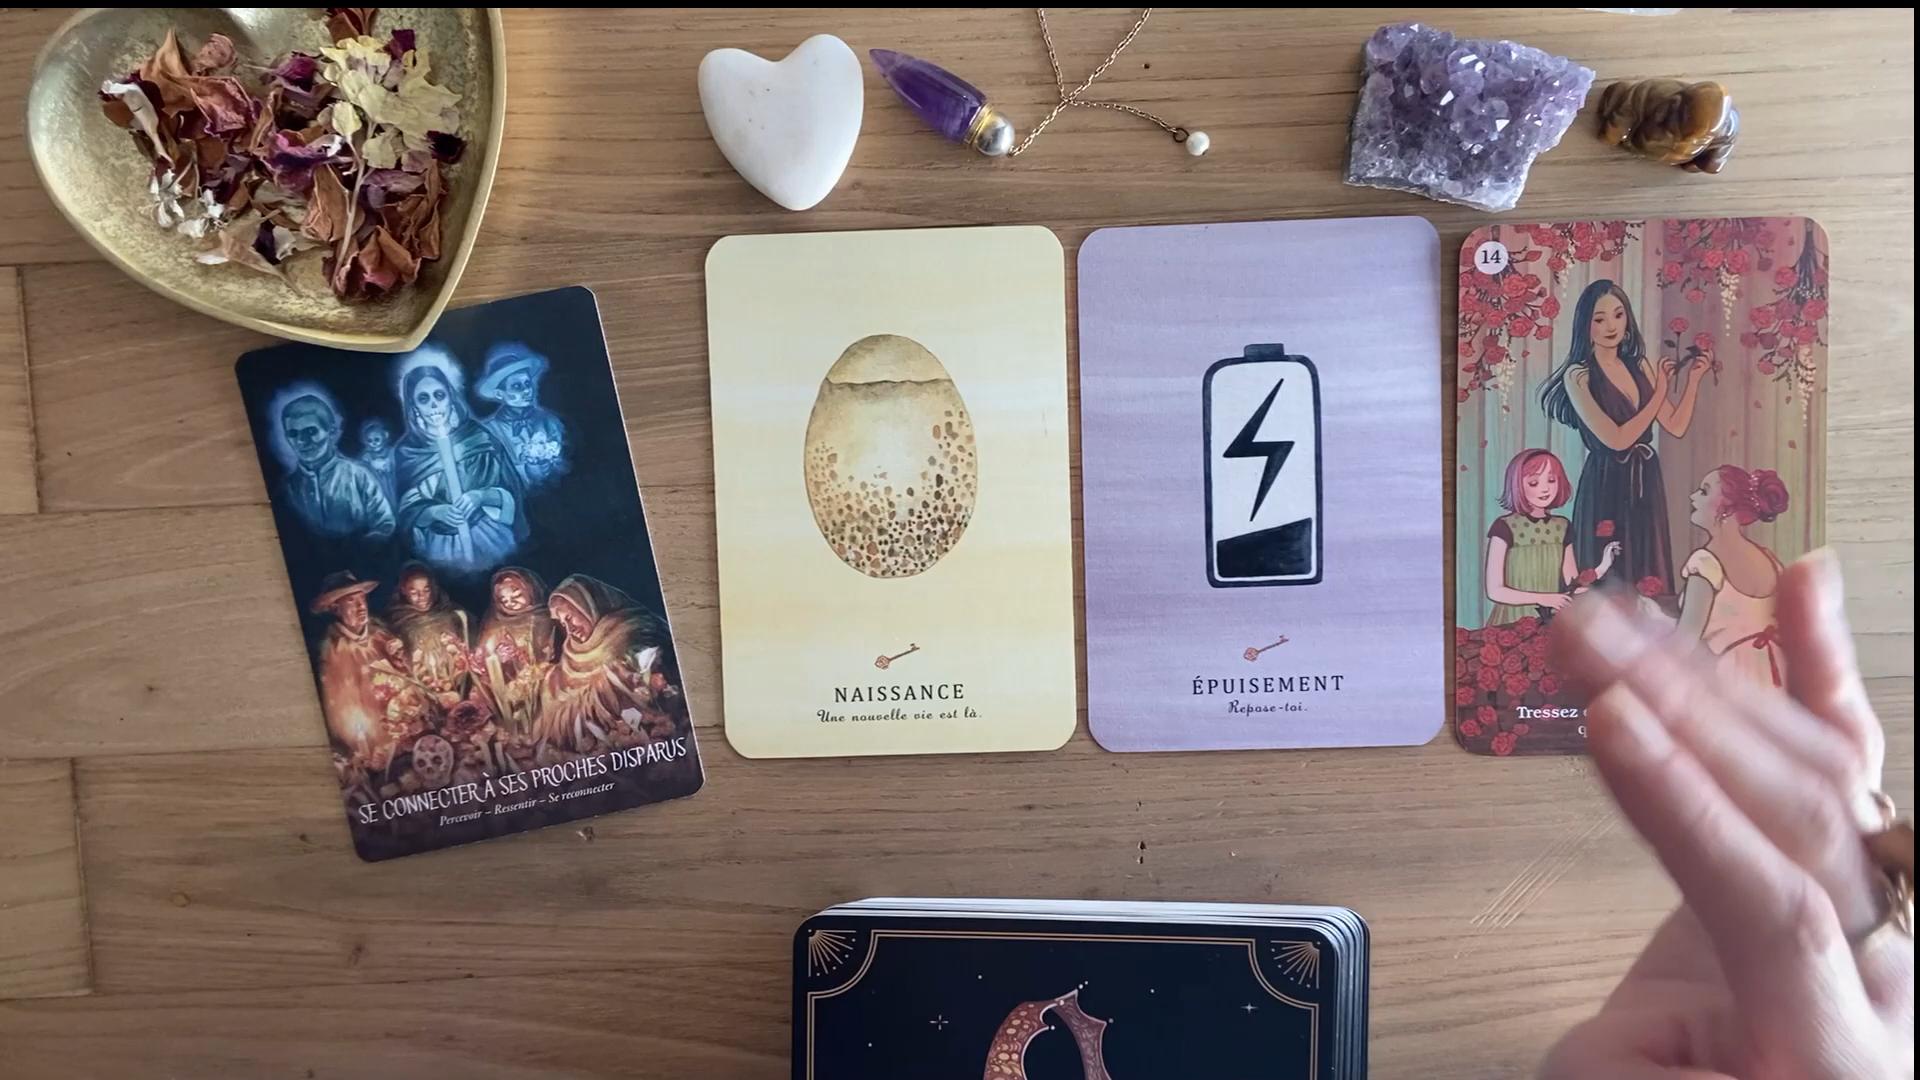 SE CONNECTER À SES PROCHES DISPARUS
Percevoir – Ressentir – Se reconnecter
NAISSANCE
Une nouvelle vie est là.
ÉPUISEMENT
Repose-toi.
14
Tressez